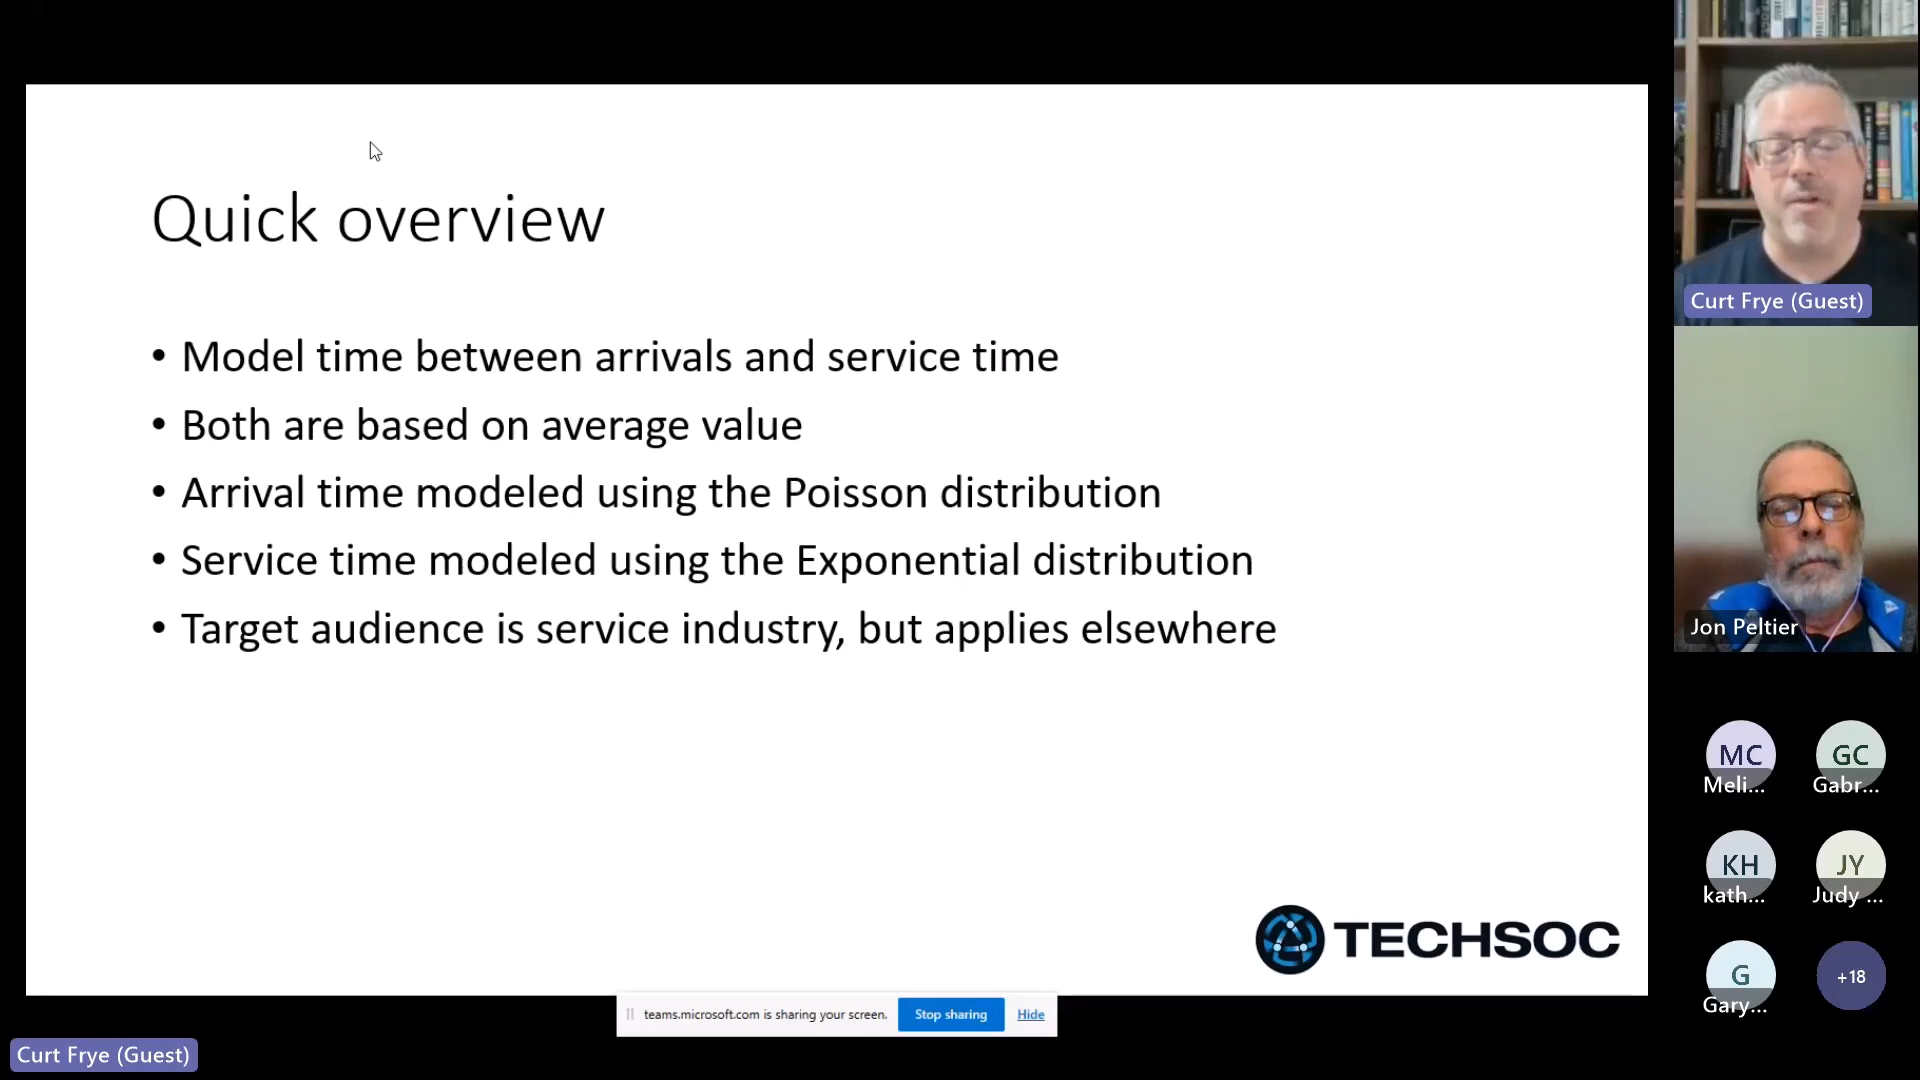 Quick overview
• Model time between arrivals and service time
• Both are based on average value
• Arrival time modeled using the Poisson distribution
• Service time modeled using the Exponential distribution
• Target audience is service industry, but applies elsewhere
TECHSOC
teams.microsoft.com is sharing your screen. Stop sharing Hide
Curt Frye (Guest)
Curt Frye (Guest)
Jon Peltier
MC GC
Meli... Gabr...
KH JY
kath... Judy ...
G +18
Gary...